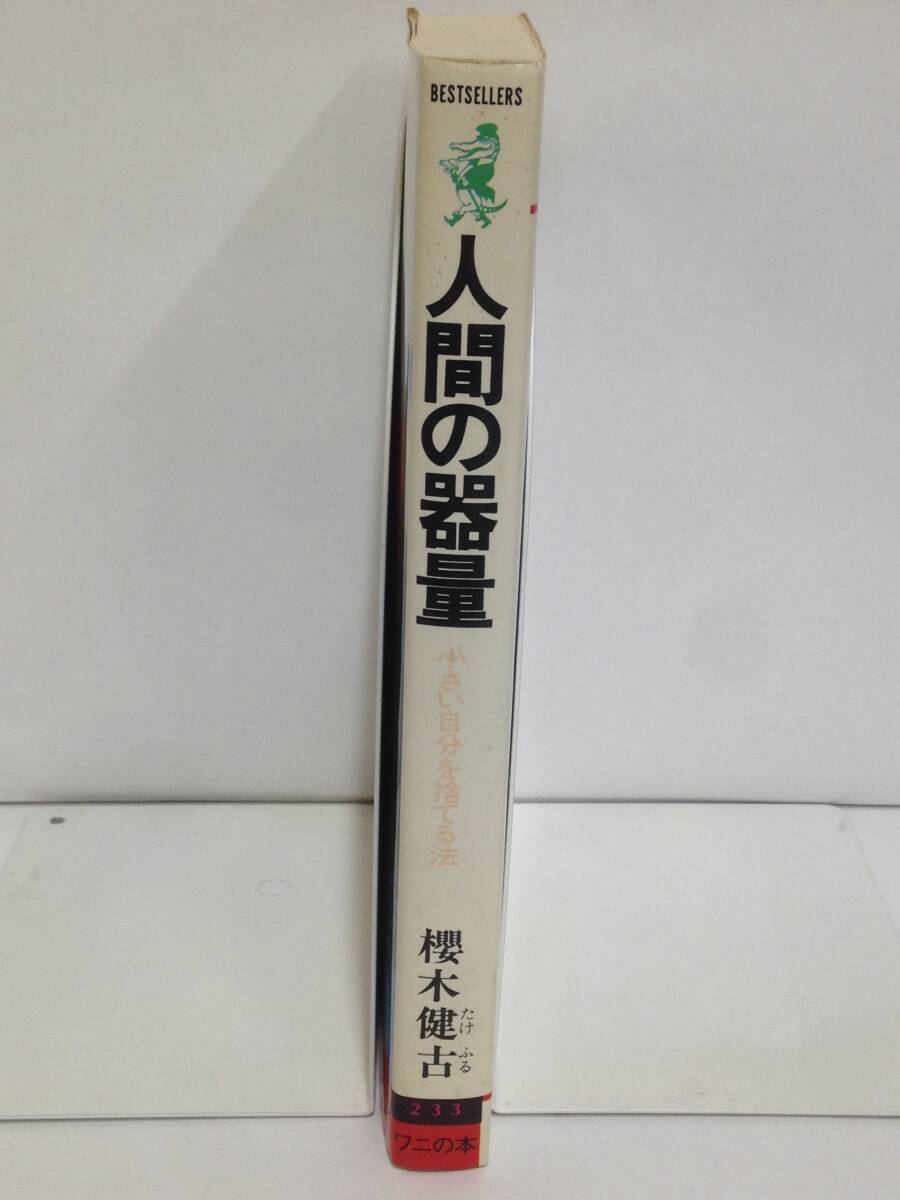 BESTSELLERS
人間の器量
小さい自分を捨てる法
櫻木健古
たけ ふる
233
ワニの本